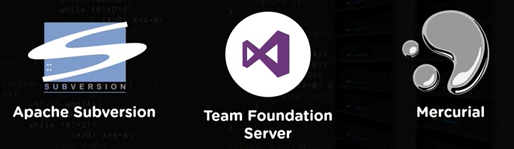 SUBVERSION
Apache Subversion
Team Foundation
Server
Mercurial